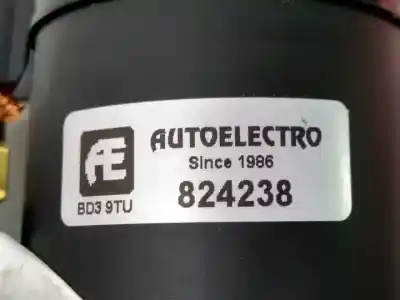 AE
AUTOELECTRO
Since 1986
BD3 9TU
824238